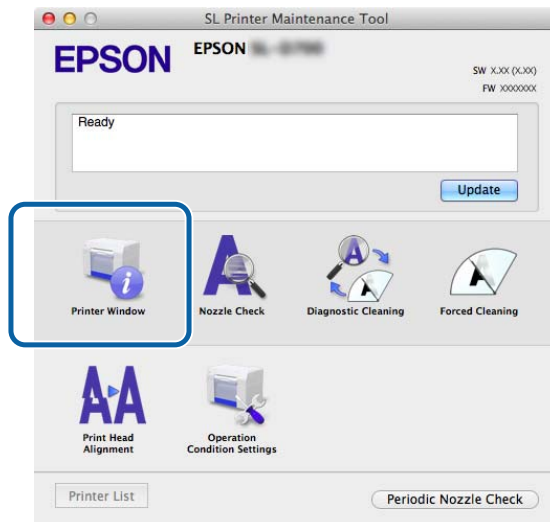 SL Printer Maintenance Tool
EPSON
EPSON
SW X.XX (X.XX)
FW XXXXXXX
Ready
Update
Printer Window
Nozzle Check
Diagnostic Cleaning
Forced Cleaning
Print Head
Alignment
Operation
Condition Settings
Printer List
Periodic Nozzle Check